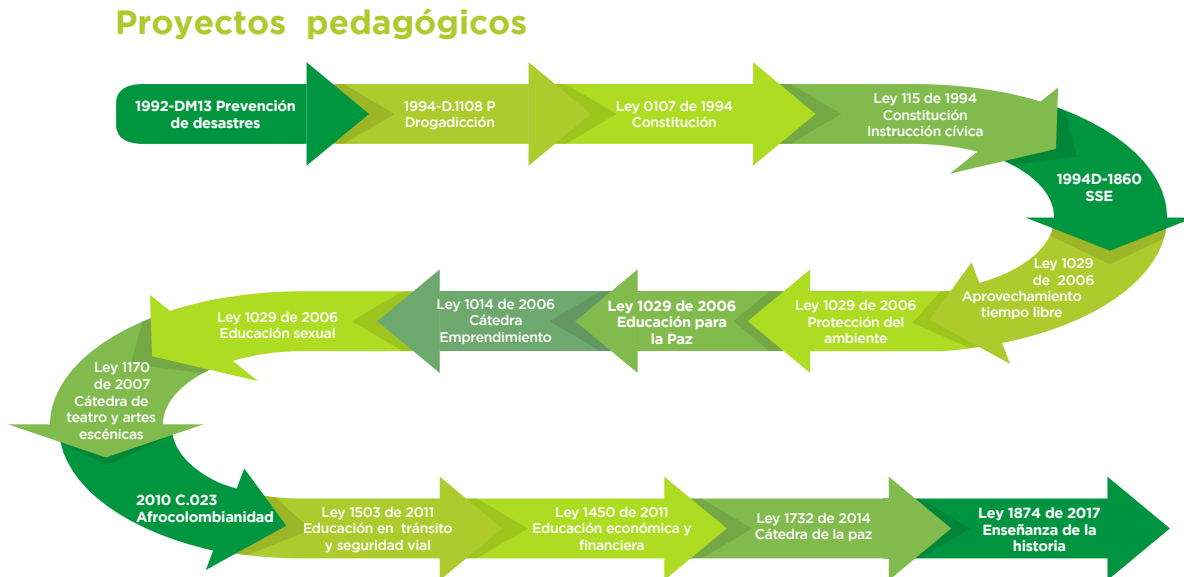 Proyectos pedagógicos
1992-DM13 Prevención
de desastres
1994-D.1108 P
Drogadicción
Ley 0107 de 1994
Constitución
Ley 115 de 1994
Constitución
Instrucción cívica
1994D-1860
SSE
Ley 1029
de 2006
Aprovechamiento
tiempo libre
Ley 1029 de 2006
Protección del
ambiente
Ley 1029 de 2006
Educación para
la Paz
Ley 1014 de 2006
Cátedra
Emprendimiento
Ley 1029 de 2006
Educación sexual
Ley 1170
de 2007
Cátedra de
teatro y artes
escénicas
2010 C.023
Afrocolombianidad
Ley 1503 de 2011
Educación en tránsito
y seguridad vial
Ley 1450 de 2011
Educación económica y
financiera
Ley 1732 de 2014
Cátedra de la paz
Ley 1874 de 2017
Enseñanza de la
historia